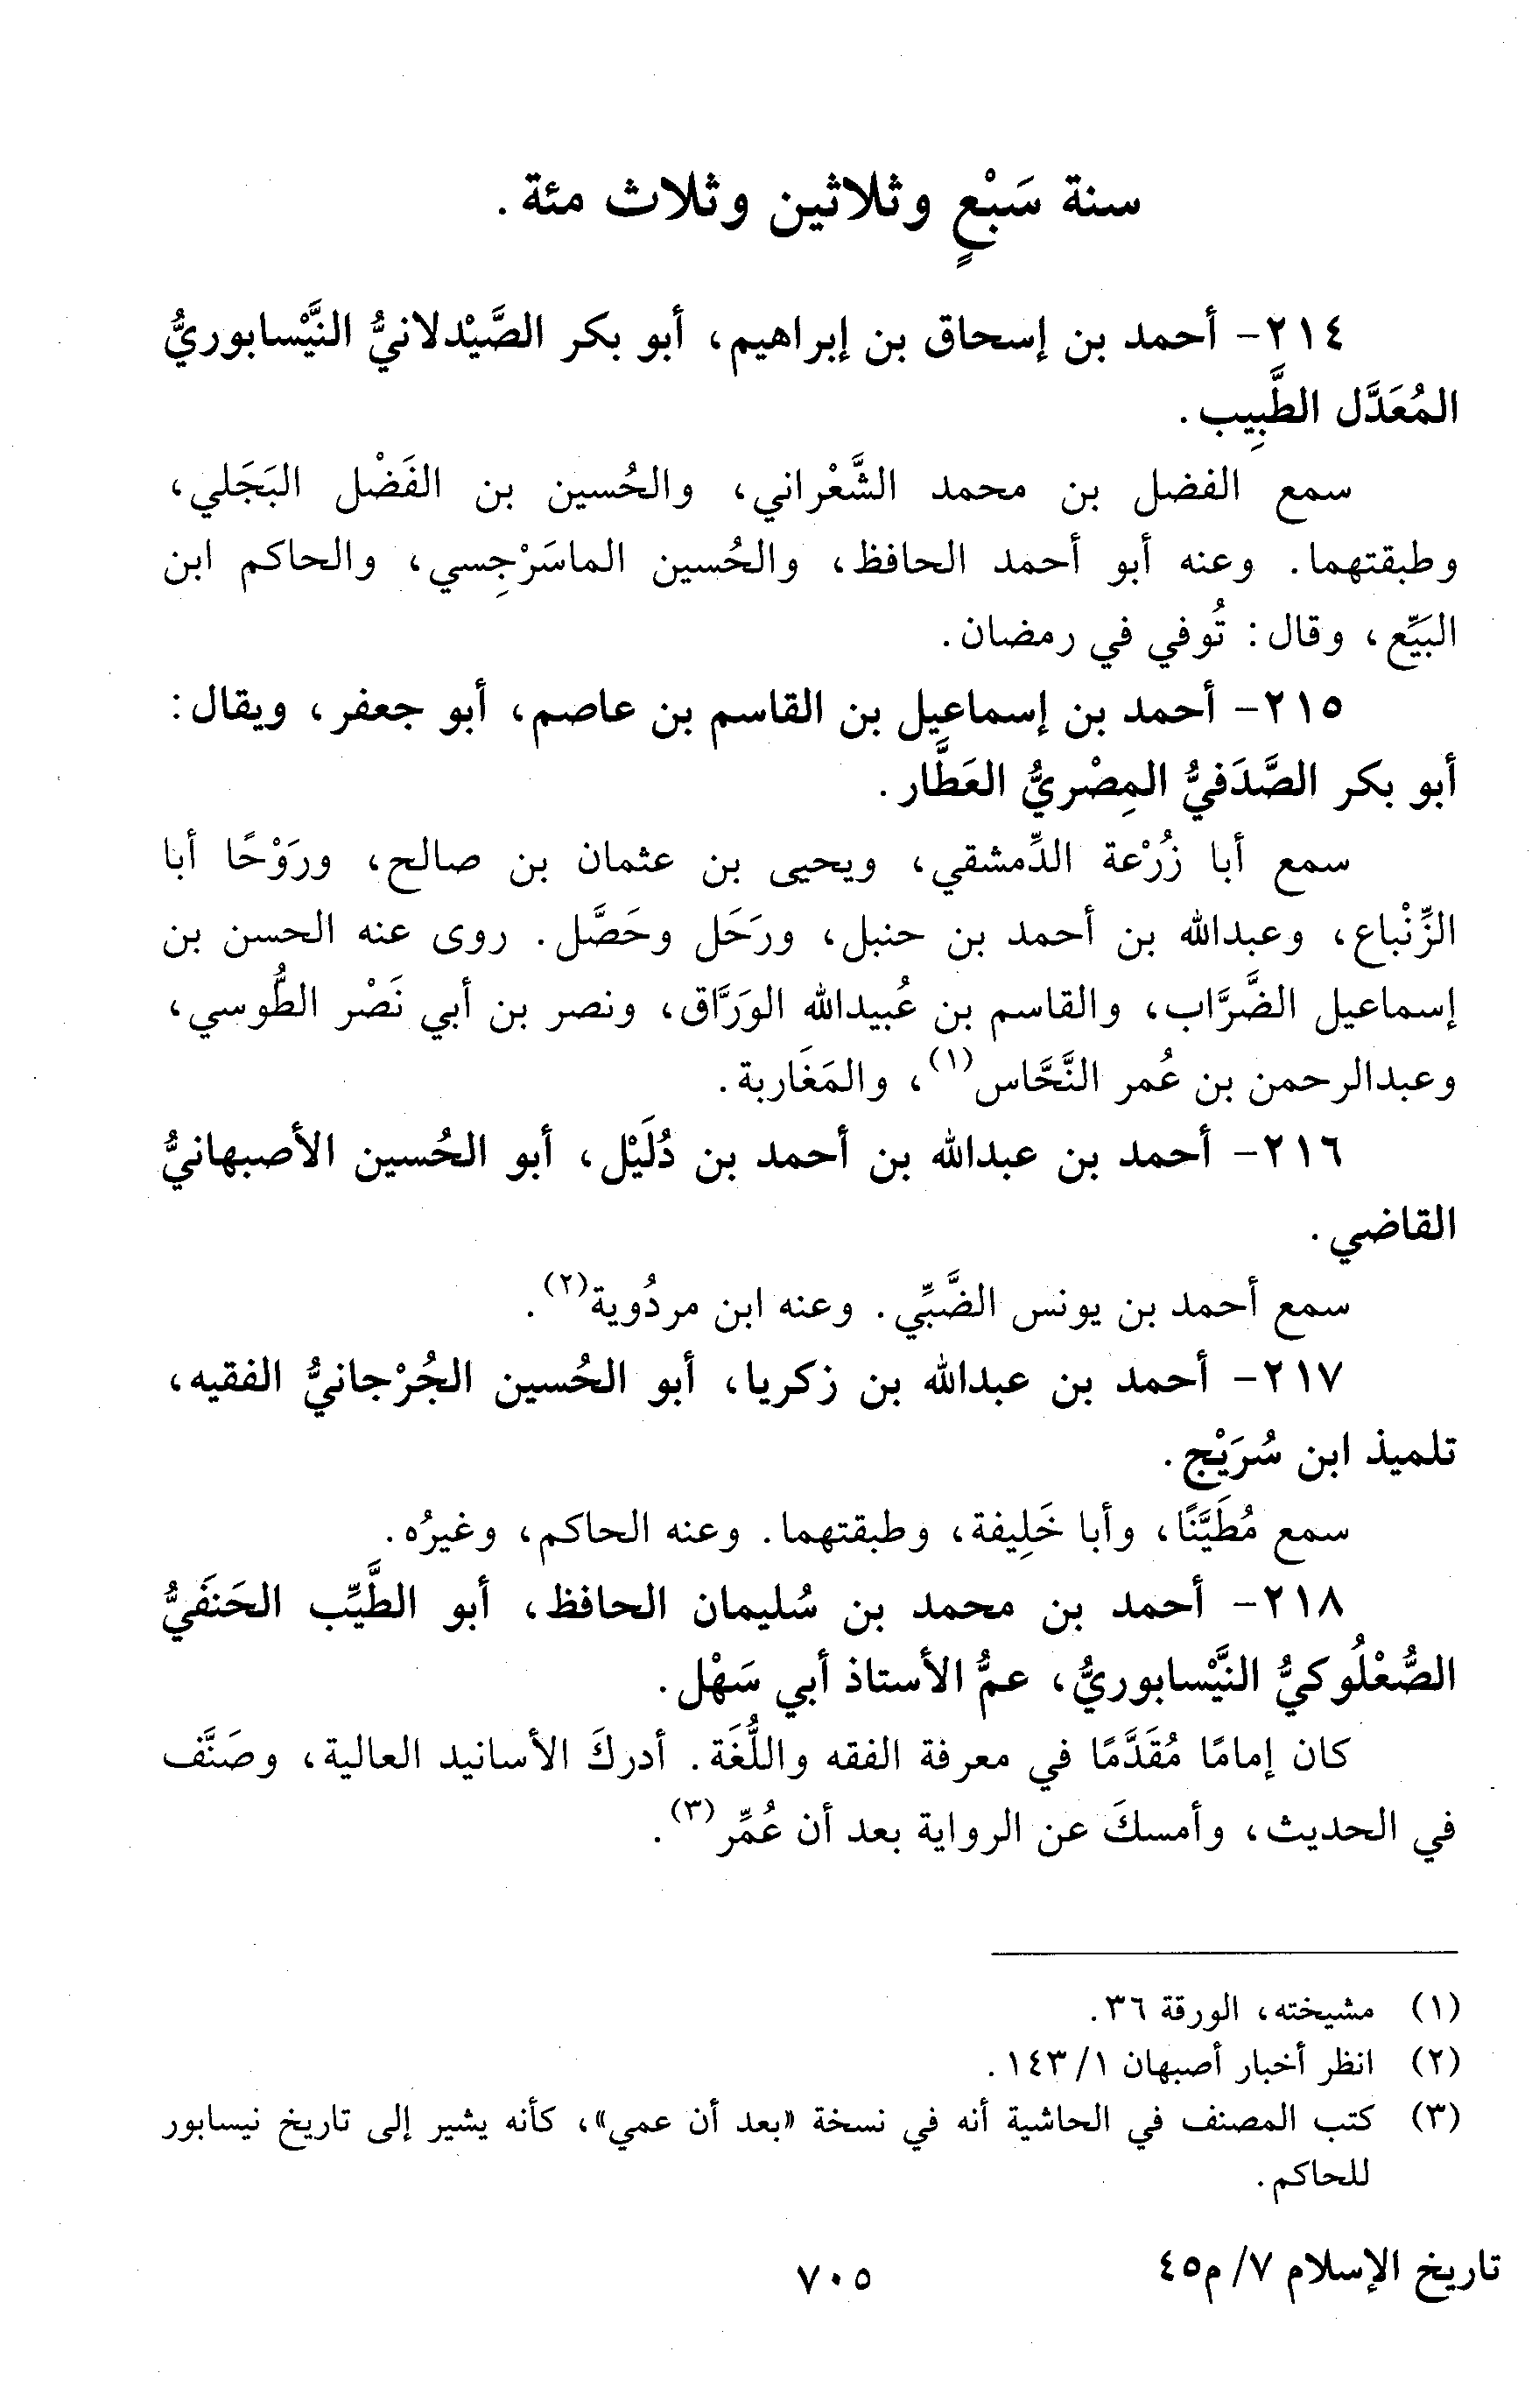 سنة سَبْعٍ وثلاثين وثلاث مئة.
٢١٤- أحمد بن إسحاق بن إبراهيم، أبو بكر الصَّيْدلانيُّ النَّيْسابوريُّ
المُعَدَّل الطَّبِيب.
سمع الفضل بن محمد الشَّعْراني، والحُسين بن الفَضْل البَجَلي،
وطبقتهما. وعنه أبو أحمد الحافظ، والحُسين الماسَرْجِسي، والحاكم ابن
البَيِّع، وقال: تُوفي في رمضان.
٢١٥- أحمد بن إسماعيل بن القاسم بن عاصم، أبو جعفر، ويقال:
أبو بكر الصَّدَفيُّ المِصْريُّ العَطَّار.
سمع أبا زُرْعة الدِّمشقي، ويحيى بن عثمان بن صالح، ورَوْحًا أبا
الزِّنْباع، وعبدالله بن أحمد بن حنبل، ورَحَل وحَصَّل. روى عنه الحسن بن
إسماعيل الضَّرَّاب، والقاسم بن عُبيدالله الوَرَّاق، ونصر بن أبي نَصْر الطُّوسي،
وعبدالرحمن بن عُمر النَّحَّاس(١)، والمَغَاربة.
٢١٦- أحمد بن عبدالله بن أحمد بن دُلَيْل، أبو الحُسين الأصبهانيُّ
القاضي.
سمع أحمد بن يونس الضَّبِّي. وعنه ابن مردُوية(٢).
٢١٧- أحمد بن عبدالله بن زكريا، أبو الحُسين الجُرْجانيُّ الفقيه،
تلميذ ابن سُرَيْج.
سمع مُطَيَّنًا، وأبا خَلِيفة، وطبقتهما. وعنه الحاكم، وغيرُه.
٢١٨- أحمد بن محمد بن سُليمان الحافظ، أبو الطَّيِّب الحَنَفيُّ
الصُّعْلُوكيُّ النَّيْسابوريُّ، عمُّ الأستاذ أبي سَهْل.
كان إمامًا مُقَدَّمًا في معرفة الفقه واللُّغَة. أدركَ الأسانيد العالية، وصَنَّف
في الحديث، وأمسكَ عن الرواية بعد أن عُمِّر(٣).
(١) مشيخته، الورقة ٣٦.
(٢) انظر أخبار أصبهان ١/ ١٤٣.
(٣) كتب المصنف في الحاشية أنه في نسخة «بعد أن عمي»، كأنه يشير إلى تاريخ نيسابور
للحاكم.
تاريخ الإسلام ٧/ م٤٥
٧٠٥